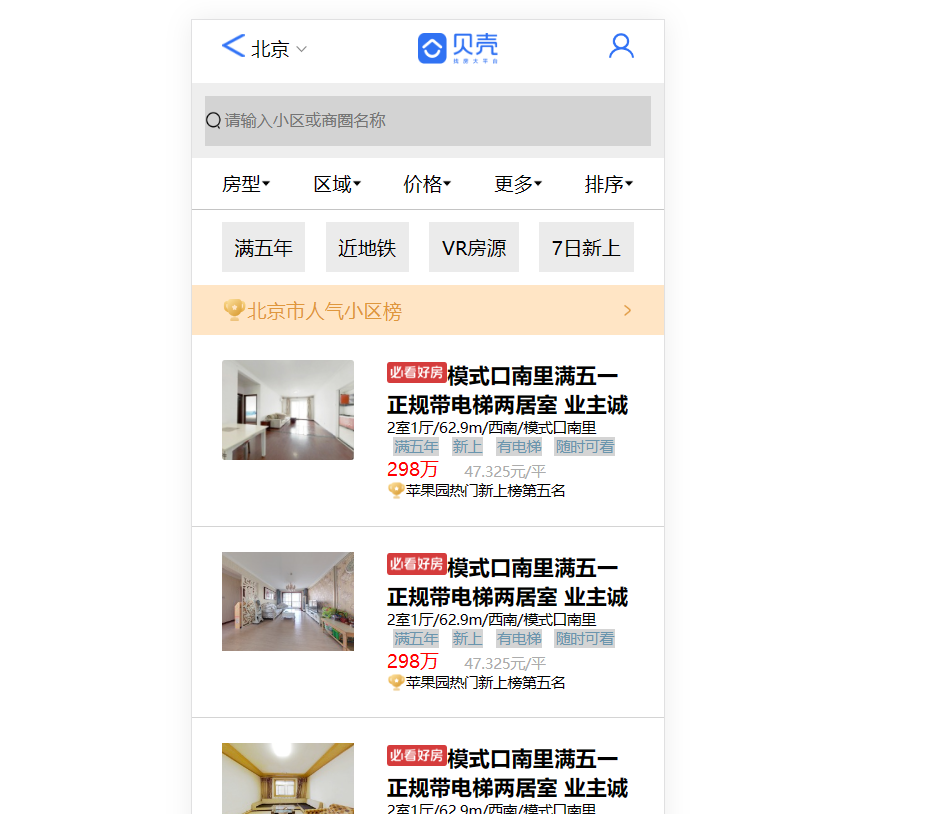 北京
贝壳
找房大平台
请输入小区或商圈名称
房型 区域 价格 更多 排序
满五年 近地铁 VR房源 7日新上
北京市人气小区榜
必看好房模式口南里满五一
正规带电梯两居室 业主诚
2室1厅/62.9m/西南/模式口南里
满五年 新上 有电梯 随时可看
298万 47.325元/平
苹果园热门新上榜第五名
必看好房模式口南里满五一
正规带电梯两居室 业主诚
2室1厅/62.9m/西南/模式口南里
满五年 新上 有电梯 随时可看
298万 47.325元/平
苹果园热门新上榜第五名
必看好房模式口南里满五一
正规带电梯两居室 业主诚
2室1厅/62.9m/西南/模式口南里